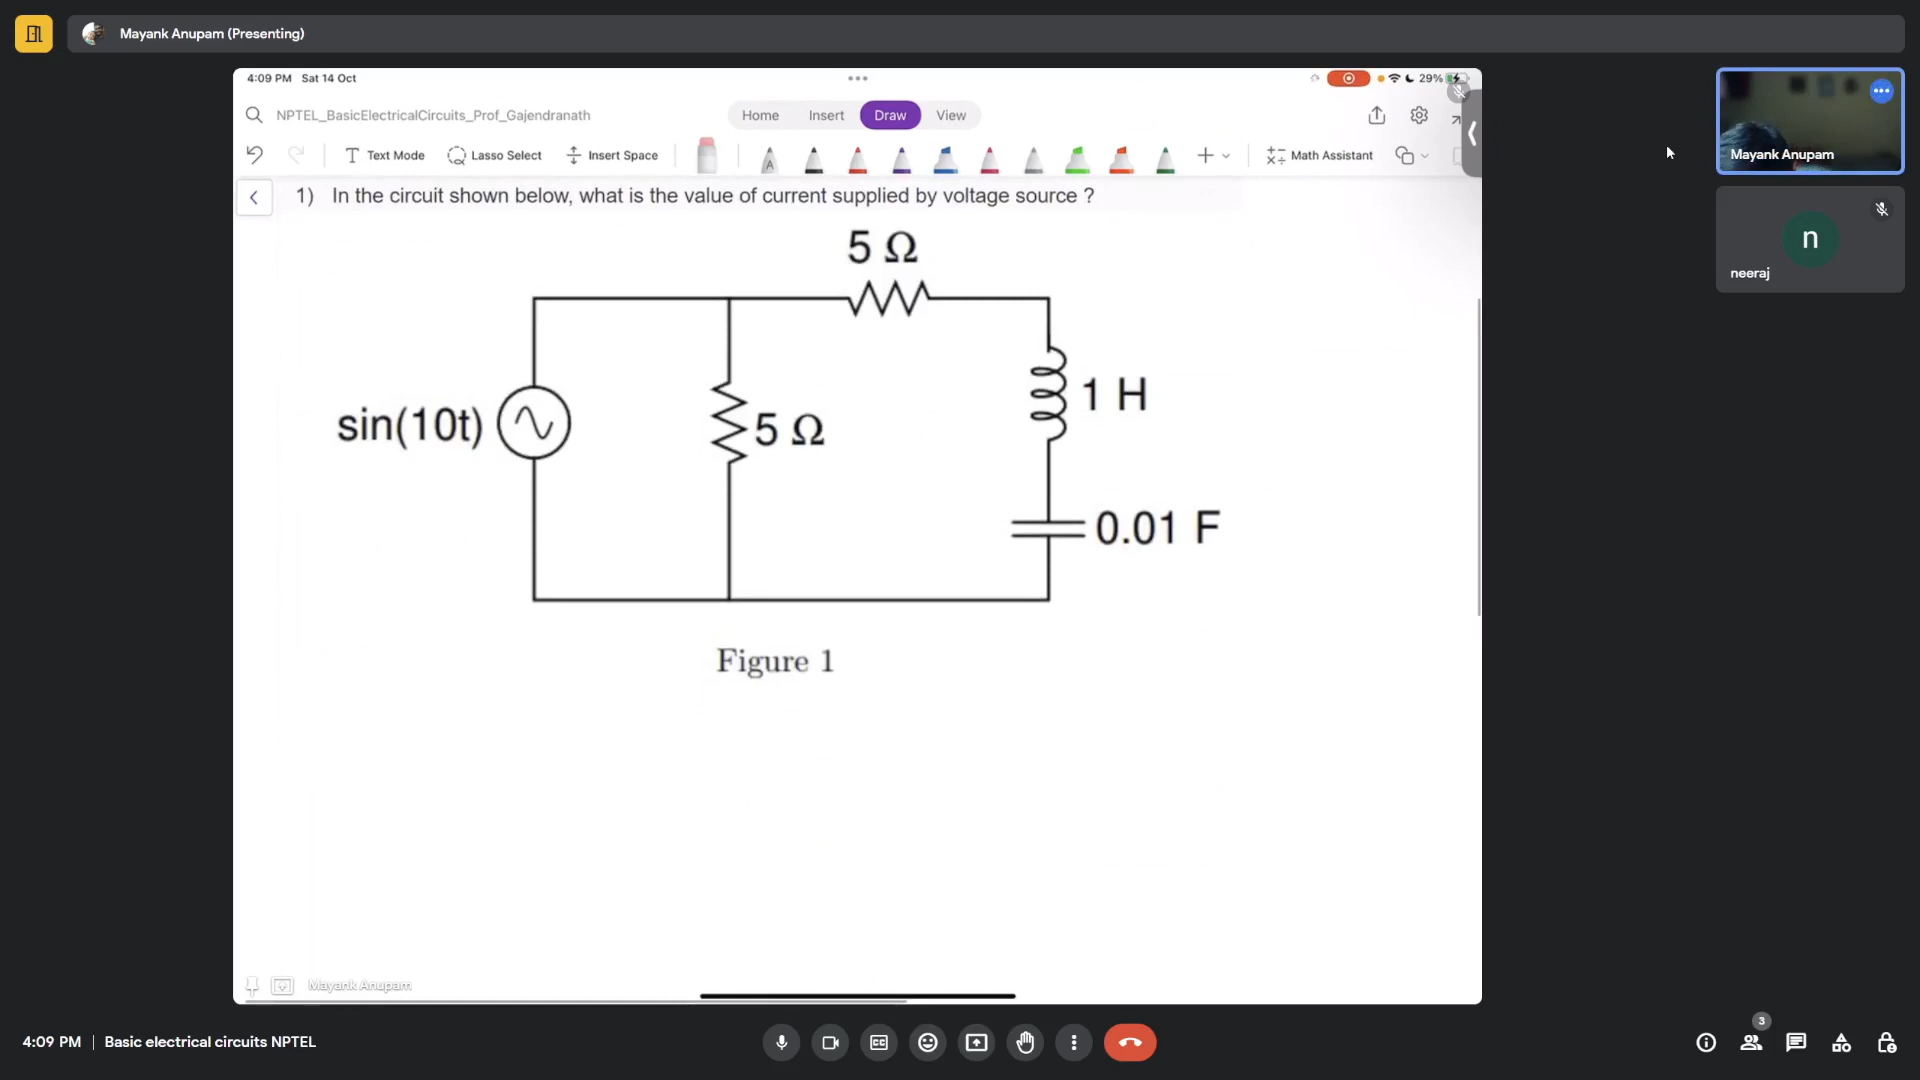 Mayank Anupam (Presenting)
4:09 PM Sat 14 Oct
29%
NPTEL_BasicElectricalCircuits_Prof_Gajendranath
Home Insert Draw View
Text Mode Lasso Select Insert Space Math Assistant
1) In the circuit shown below, what is the value of current supplied by voltage source ?
5 Ω
1 H
sin(10t)
5 Ω
0.01 F
Figure 1
Mayank Anupam
Mayank Anupam
n
neeraj
4:09 PM | Basic electrical circuits NPTEL
3